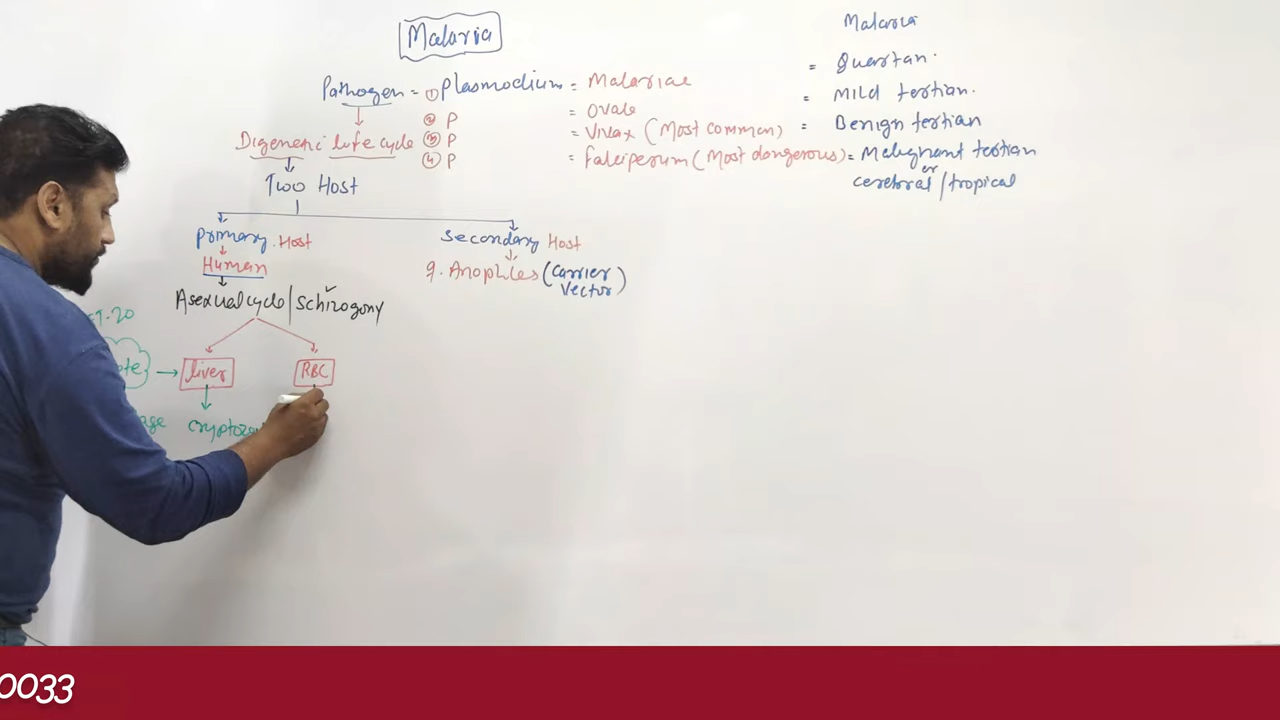 Malaria
Malaria
Pathogen = ① Plasmodium = Malariae = Quartan.
② P = Ovale = Mild tertian.
Digenetic life cycle ③ P = Vivax (Most common) = Benign tertian
④ P = Falciperum (Most dangerous) = Malignant tertian
or
cerebral / tropical
Two Host
Primary Host Secondary Host
Human ♀. Anophles (Carrier
Vector)
Asexual cycle / Schizogony
T.20
liver RBC
0033